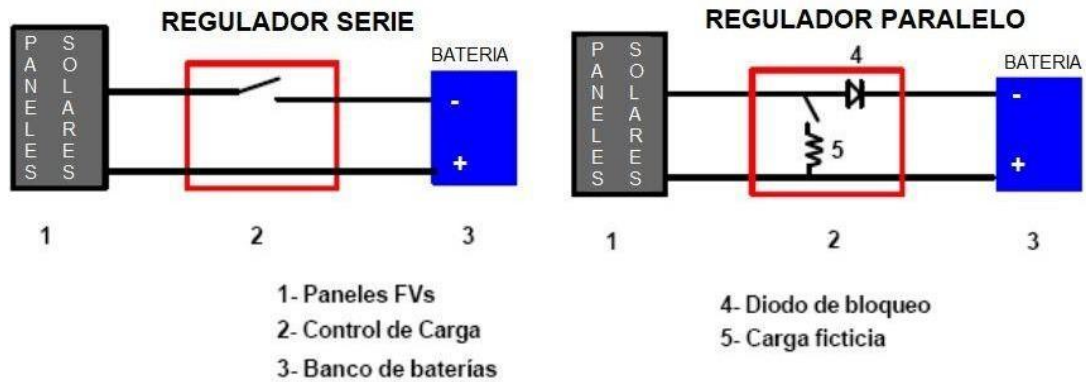 REGULADOR SERIE
PANELES
SOLARES
BATERIA
-
+
1
2
3
REGULADOR PARALELO
PANELES
SOLARES
4
BATERIA
-
5
+
1
2
3
1- Paneles FVs
2- Control de Carga
3- Banco de baterías
4- Diodo de bloqueo
5- Carga ficticia